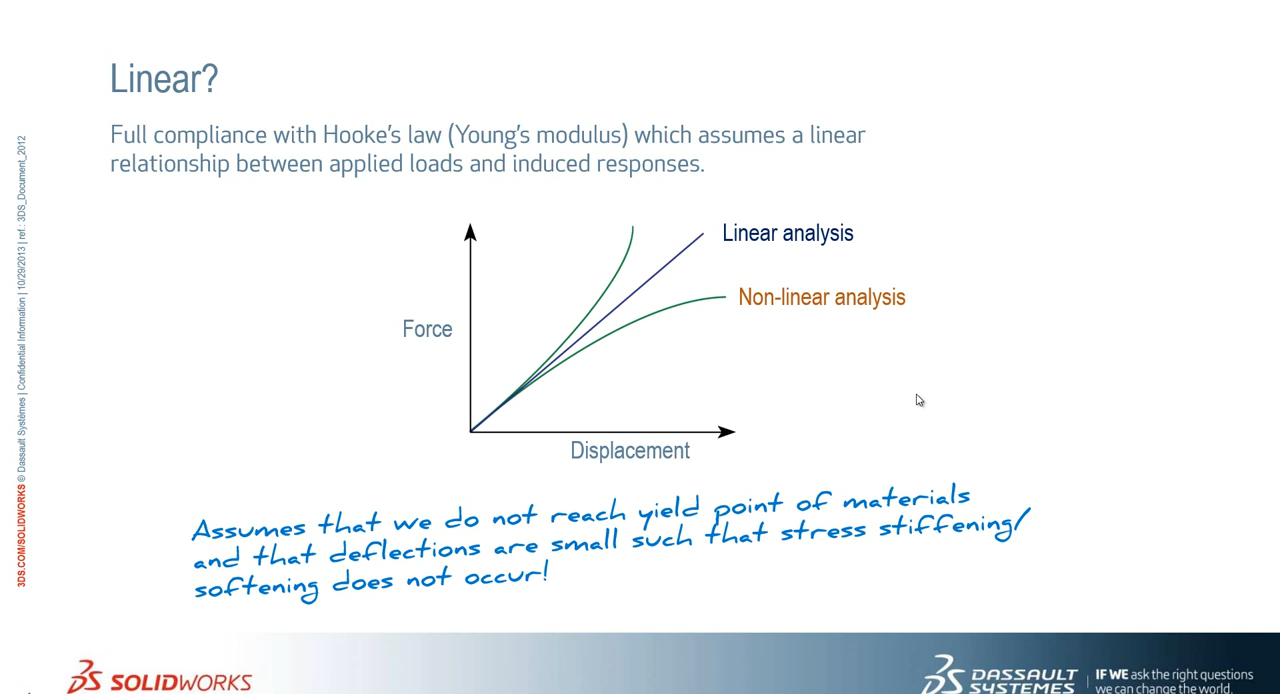 Linear?
Full compliance with Hooke's law (Young's modulus) which assumes a linear
relationship between applied loads and induced responses.
3DS.COM/SOLIDWORKS © Dassault Systèmes | Confidential Information | 10/29/2013 | ref.: 3DS_Document_2012
Linear analysis
Non-linear analysis
Force
Displacement
Assumes that we do not reach yield point of materials
and that deflections are small such that stress stiffening/
softening does not occur!
SOLIDWORKS
DASSAULT
SYSTEMES
IF WE ask the right questions
we can change the world.